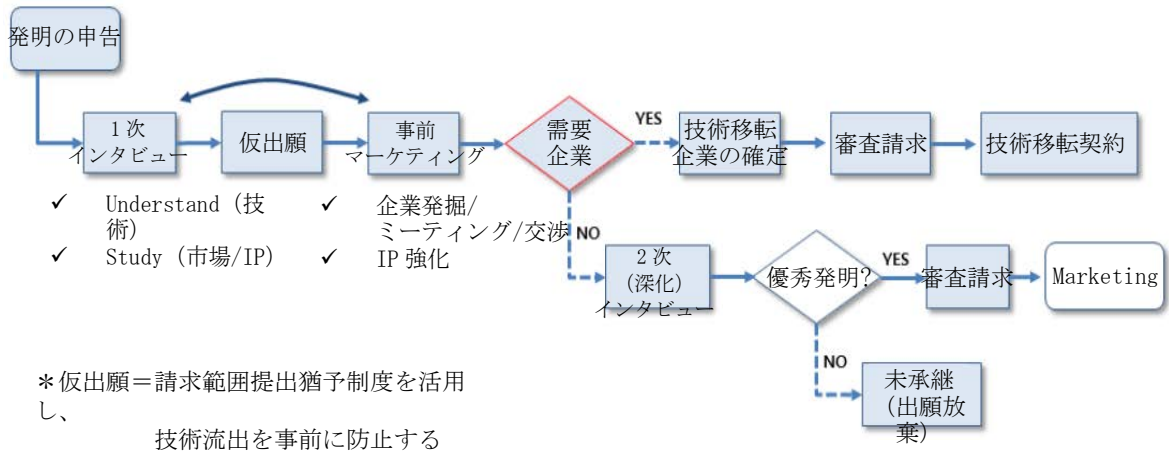 発明の申告
1次
インタビュー
仮出願
事前
マーケティング
需要
企業
YES
技術移転
企業の確定
審査請求
技術移転契約
✓ Understand (技
術)
✓ Study (市場/IP)
✓ 企業発掘/
ミーティング/交渉
✓ IP 強化
NO
2次
(深化)
インタビュー
優秀発明?
YES
審査請求
Marketing
NO
未承継
(出願放
棄)
*仮出願=請求範囲提出猶予制度を活用
し、
技術流出を事前に防止する